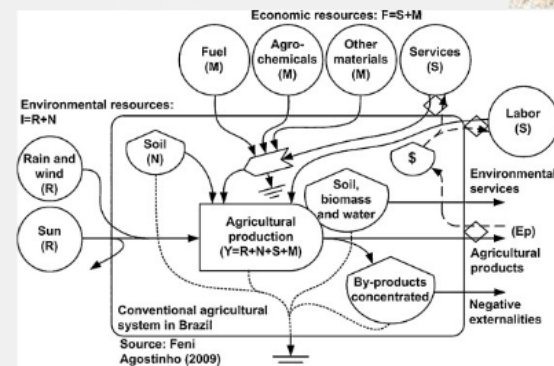 Economic resources: F=S+M
Fuel
(M)
Agro-
chemicals
(M)
Other
materials
(M)
Services
(S)
Labor
(S)
Environmental resources:
I=R+N
Rain and
wind
(R)
Sun
(R)
Soil
(N)
$
Soil,
biomass
and water
Agricultural
production
(Y=R+N+S+M)
By-products
concentrated
Environmental
services
(Ep)
Agricultural
products
Negative
externalities
Conventional agricultural
system in Brazil
Source: Feni
Agostinho (2009)